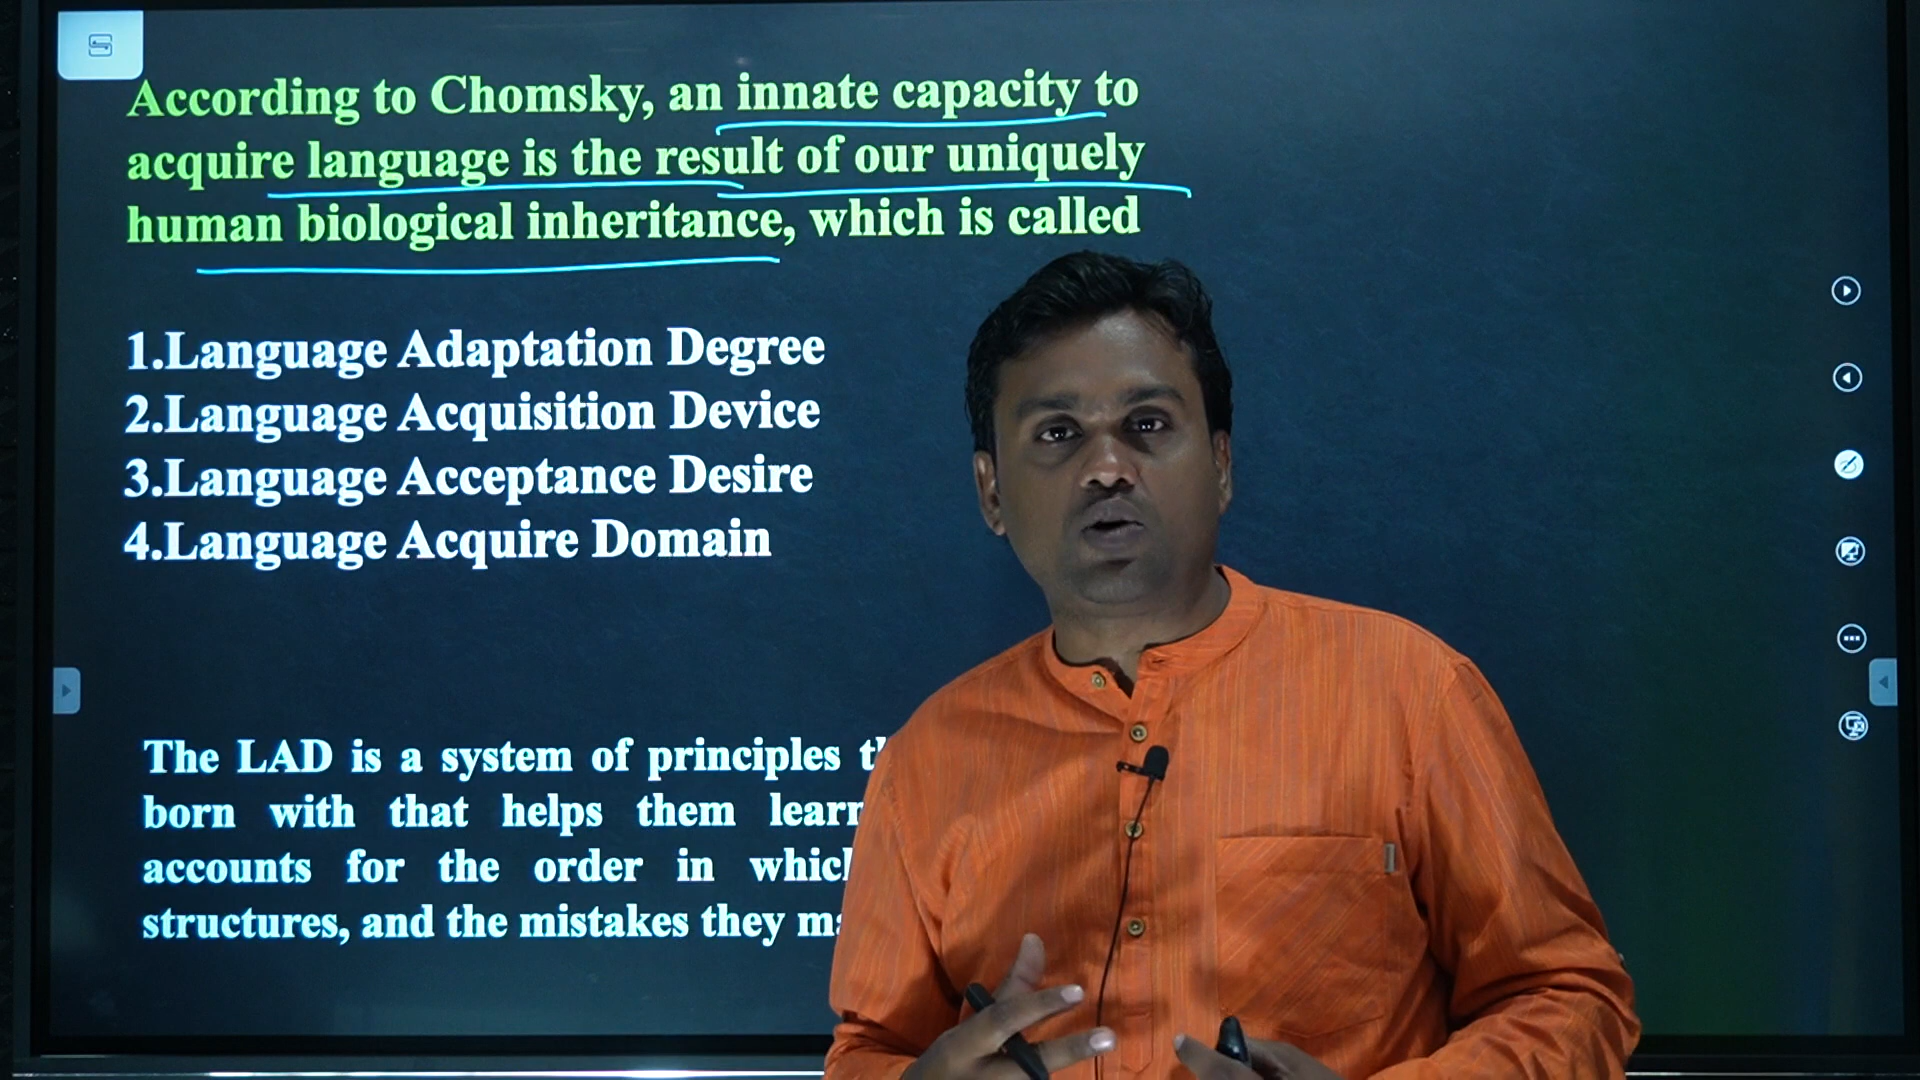 According to Chomsky, an innate capacity to
acquire language is the result of our uniquely
human biological inheritance, which is called
1.Language Adaptation Degree
2.Language Acquisition Device
3.Language Acceptance Desire
4.Language Acquire Domain
The LAD is a system of principles
born with that helps them
accounts for the order in
structures, and the mistakes they